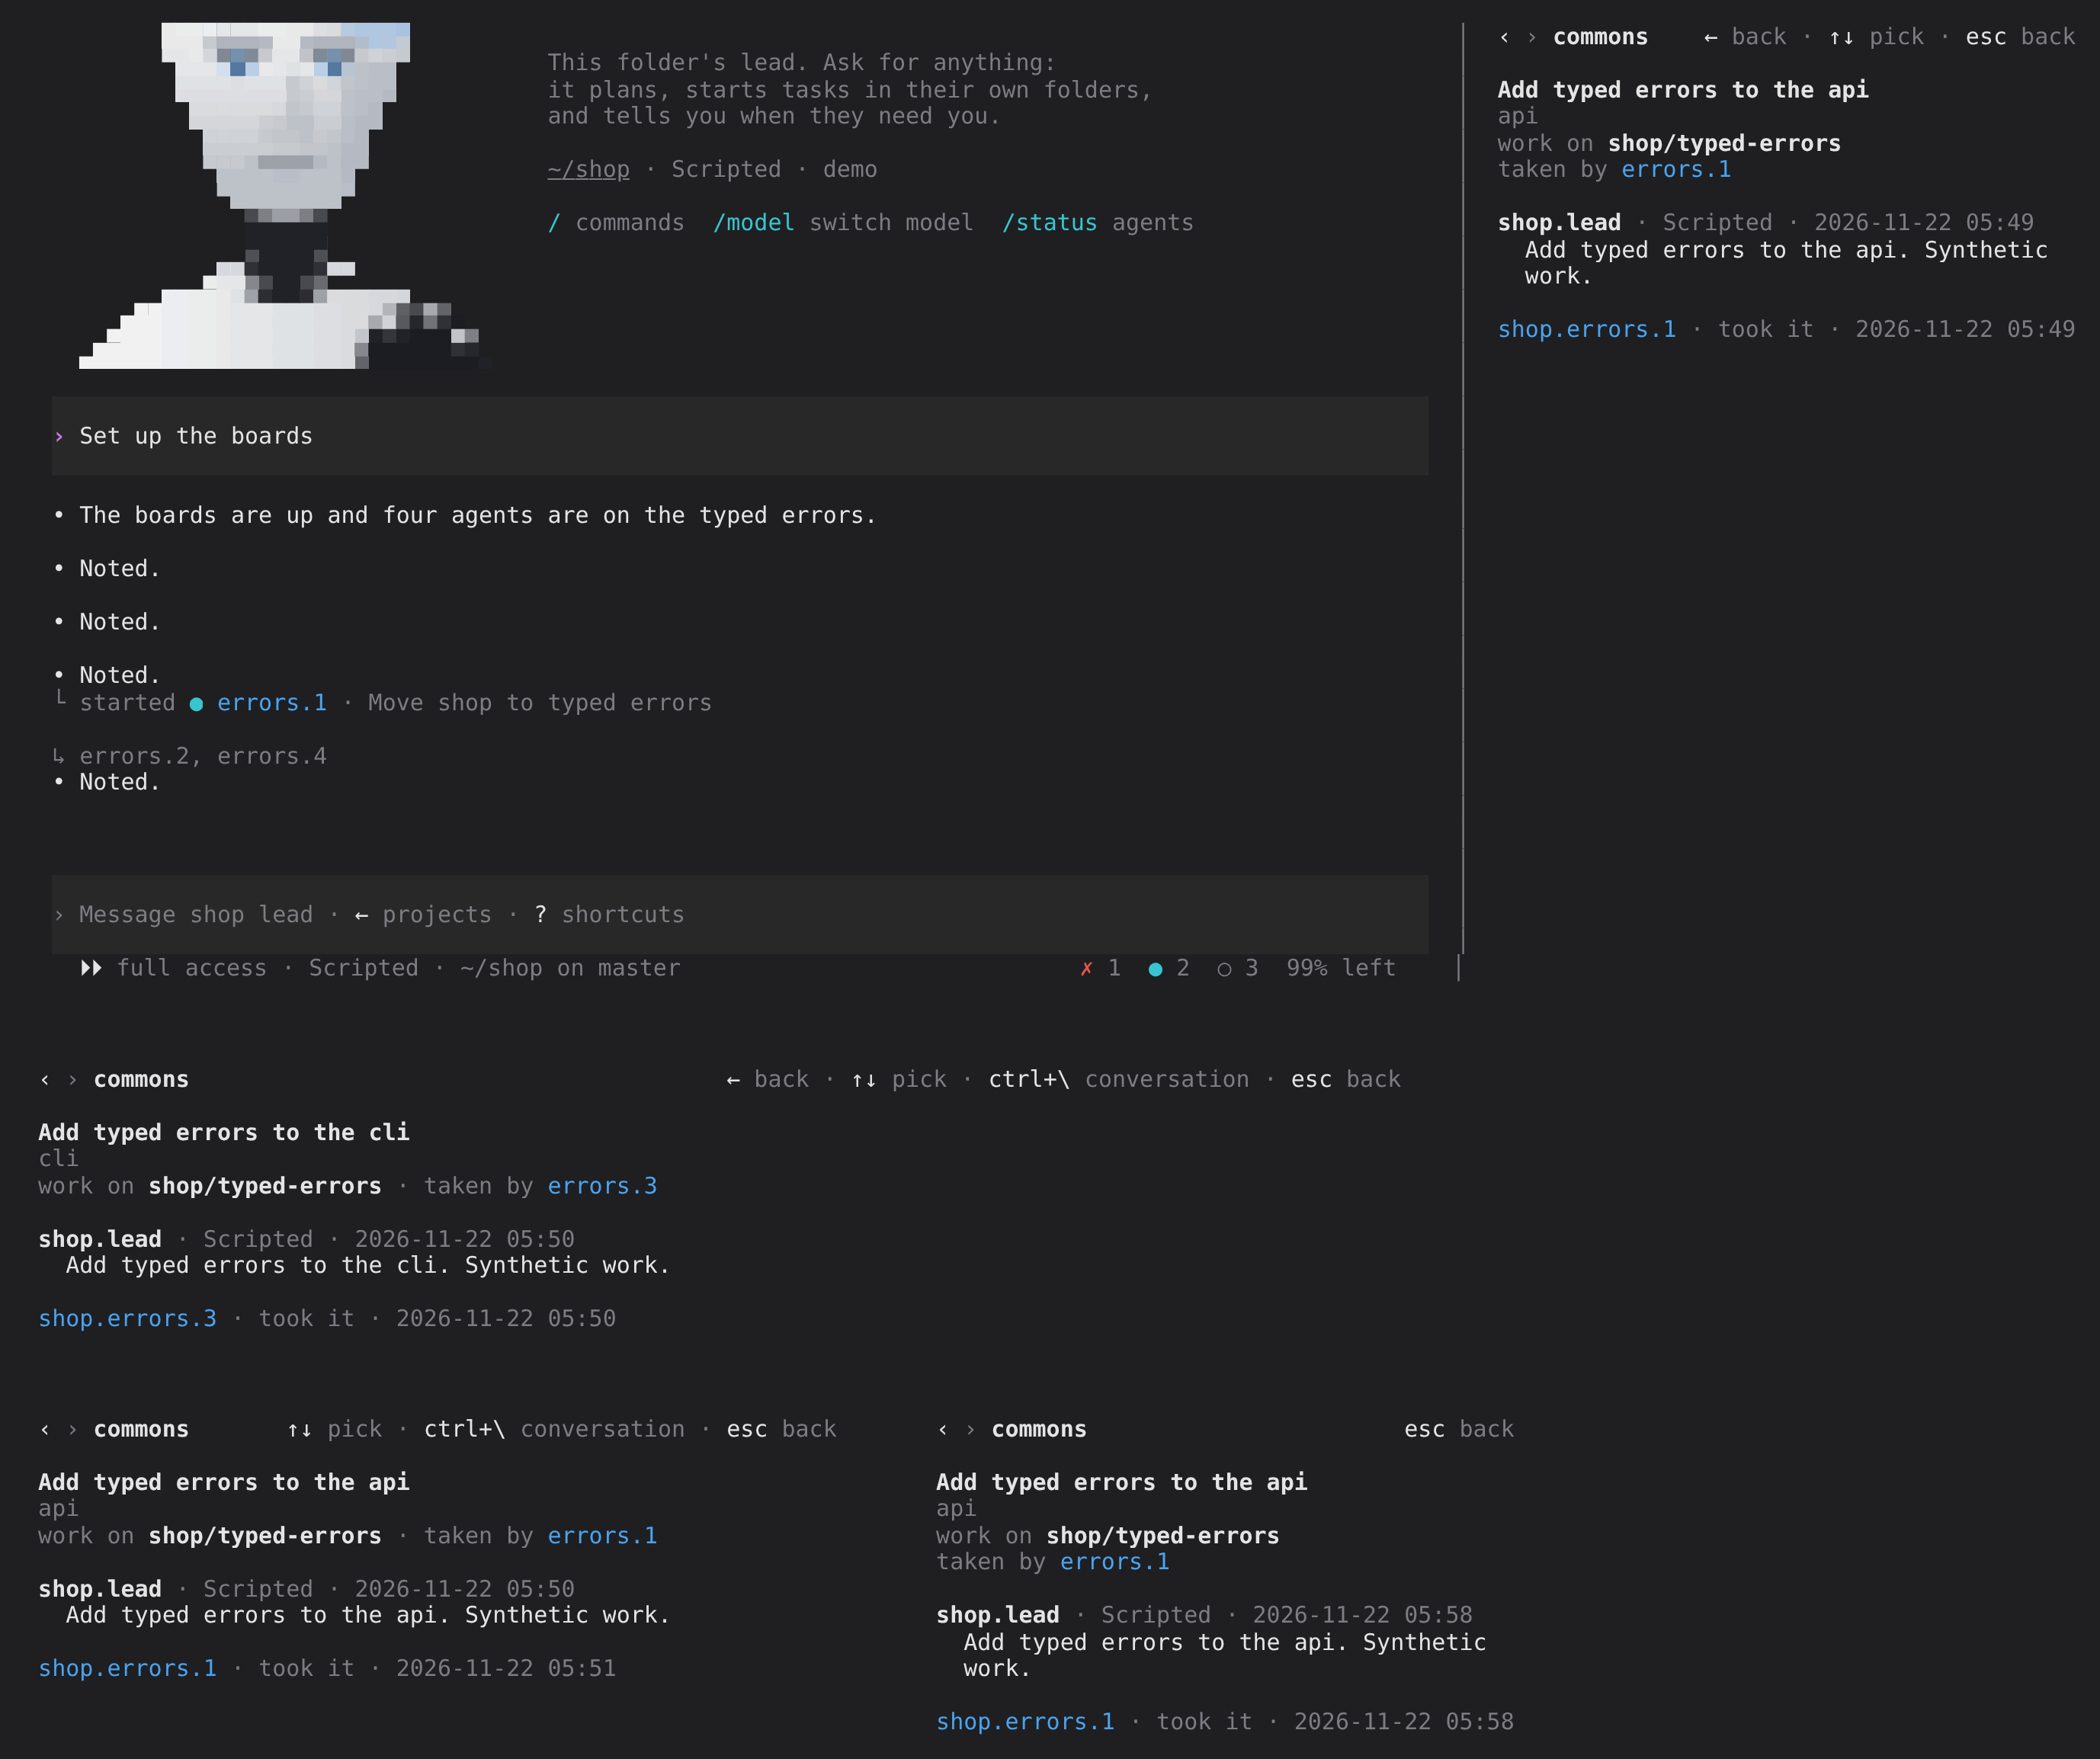 This folder's lead. Ask for anything:
it plans, starts tasks in their own folders,
and tells you when they need you.
~/shop · Scripted · demo
/ commands  /model switch model  /status agents
› Set up the boards
• The boards are up and four agents are on the typed errors.
• Noted.
• Noted.
• Noted.
└ started ● errors.1 · Move shop to typed errors
↳ errors.2, errors.4
• Noted.
› Message shop lead · ← projects · ? shortcuts
⏵⏵ full access · Scripted · ~/shop on master  ✗ 1  ● 2  ○ 3  99% left
‹ › commons  ← back · ↑↓ pick · esc back
Add typed errors to the api
api
work on shop/typed-errors
taken by errors.1
shop.lead · Scripted · 2026-11-22 05:49
Add typed errors to the api. Synthetic
work.
shop.errors.1 · took it · 2026-11-22 05:49
‹ › commons  ← back · ↑↓ pick · ctrl+\ conversation · esc back
Add typed errors to the cli
cli
work on shop/typed-errors · taken by errors.3
shop.lead · Scripted · 2026-11-22 05:50
Add typed errors to the cli. Synthetic work.
shop.errors.3 · took it · 2026-11-22 05:50
‹ › commons  ↑↓ pick · ctrl+\ conversation · esc back
Add typed errors to the api
api
work on shop/typed-errors · taken by errors.1
shop.lead · Scripted · 2026-11-22 05:50
Add typed errors to the api. Synthetic work.
shop.errors.1 · took it · 2026-11-22 05:51
‹ › commons  esc back
Add typed errors to the api
api
work on shop/typed-errors
taken by errors.1
shop.lead · Scripted · 2026-11-22 05:58
Add typed errors to the api. Synthetic
work.
shop.errors.1 · took it · 2026-11-22 05:58